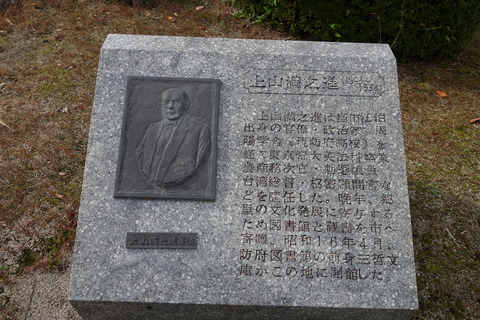 上山満之進
1938
上山満之進は当市江泊
出身の官僚・政治家。周
陽学舎（現防府高校）を
経て東京帝大英法科卒業
農商務次官・勅選議員・
台湾総督・枢密顧問官な
どを歴任した。晩年、郷
里の文化発展に寄与する
ため図書館と蔵書を市へ
寄贈。昭和16年4月、
防府図書館の前身三哲文
庫がこの地に開館した。